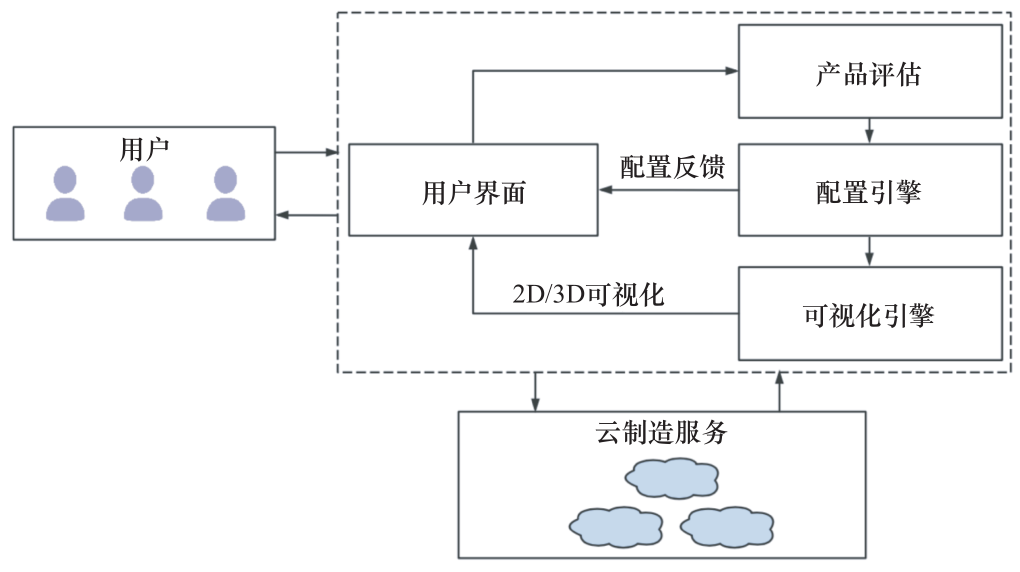 产品评估
用户
配置反馈
用户界面
配置引擎
2D/3D可视化
可视化引擎
云制造服务